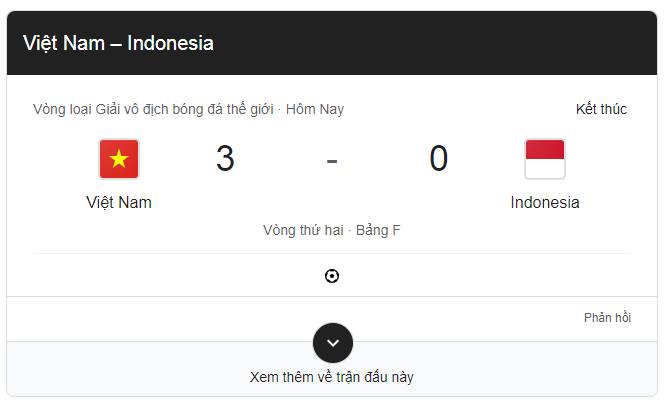 Việt Nam – Indonesia
Vòng loại Giải vô địch bóng đá thế giới · Hôm Nay Kết thúc
3 - 0
Việt Nam Indonesia
Vòng thứ hai · Bảng F
Phản hồi
Xem thêm về trận đấu này